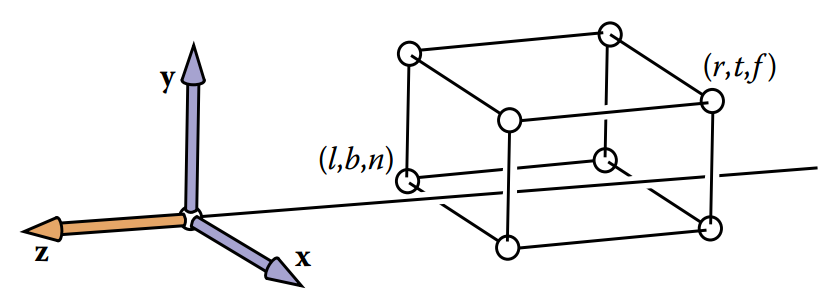 y
(r,t,f)
(l,b,n)
z
x